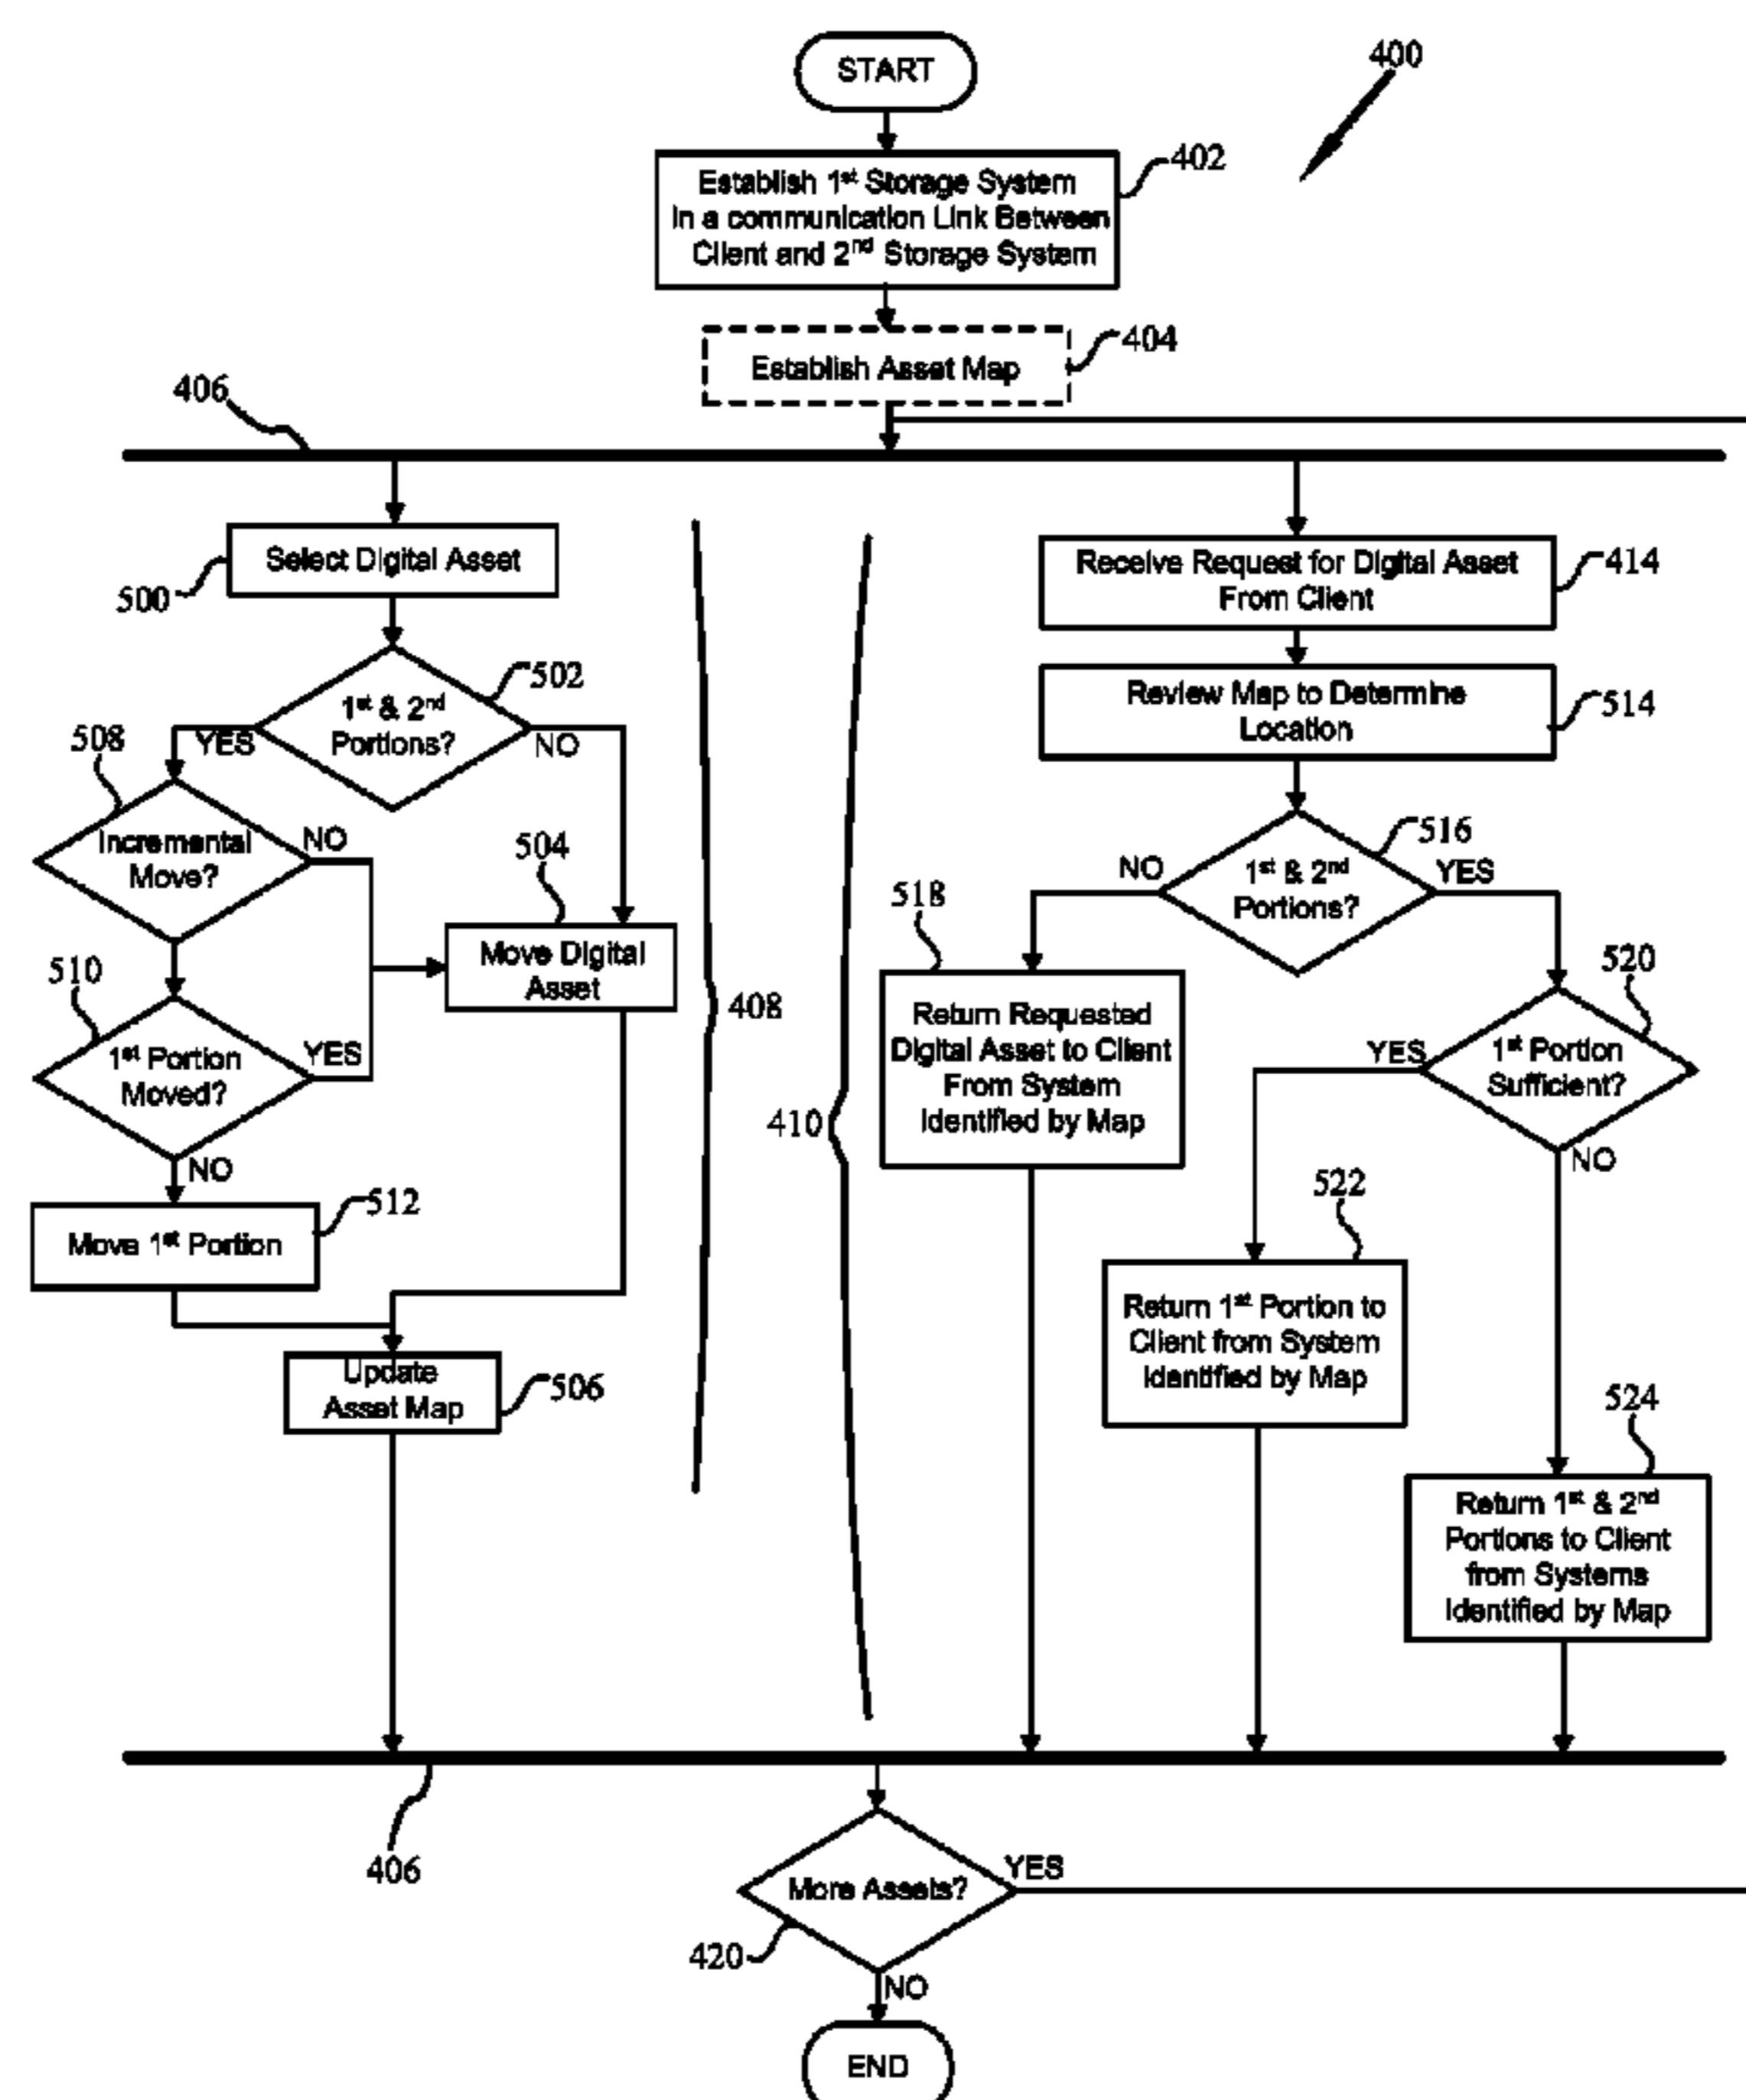 START
400
402
Establish 1st Storage System
In a communication Link Between
Client and 2nd Storage System
404
Establish Asset Map
406
Select Digital Asset
500
502
1st & 2nd
Portions?
YES
NO
508
Incremental
Move?
NO
504
Move Digital
Asset
510
1st Portion
Moved?
YES
NO
512
Move 1st Portion
Update
Asset Map
506
408
410
Receive Request for Digital Asset
From Client
414
Review Map to Determine
Location
514
516
1st & 2nd
Portions?
NO
YES
518
Return Requested
Digital Asset to Client
From System
Identified by Map
520
1st Portion
Sufficient?
YES
NO
522
Return 1st Portion to
Client from System
Identified by Map
524
Return 1st & 2nd
Portions to Client
from Systems
Identified by Map
406
More Assets?
YES
420
NO
END